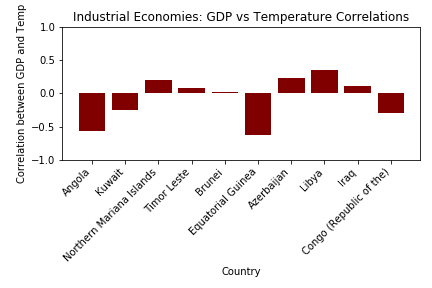 Industrial Economies: GDP vs Temperature Correlations
Correlation between GDP and Temp
1.0
0.5
0.0
−0.5
−1.0
Angola
Kuwait
Northern Mariana Islands
Timor Leste
Brunei
Equatorial Guinea
Azerbaijan
Libya
Iraq
Congo (Republic of the)
Country